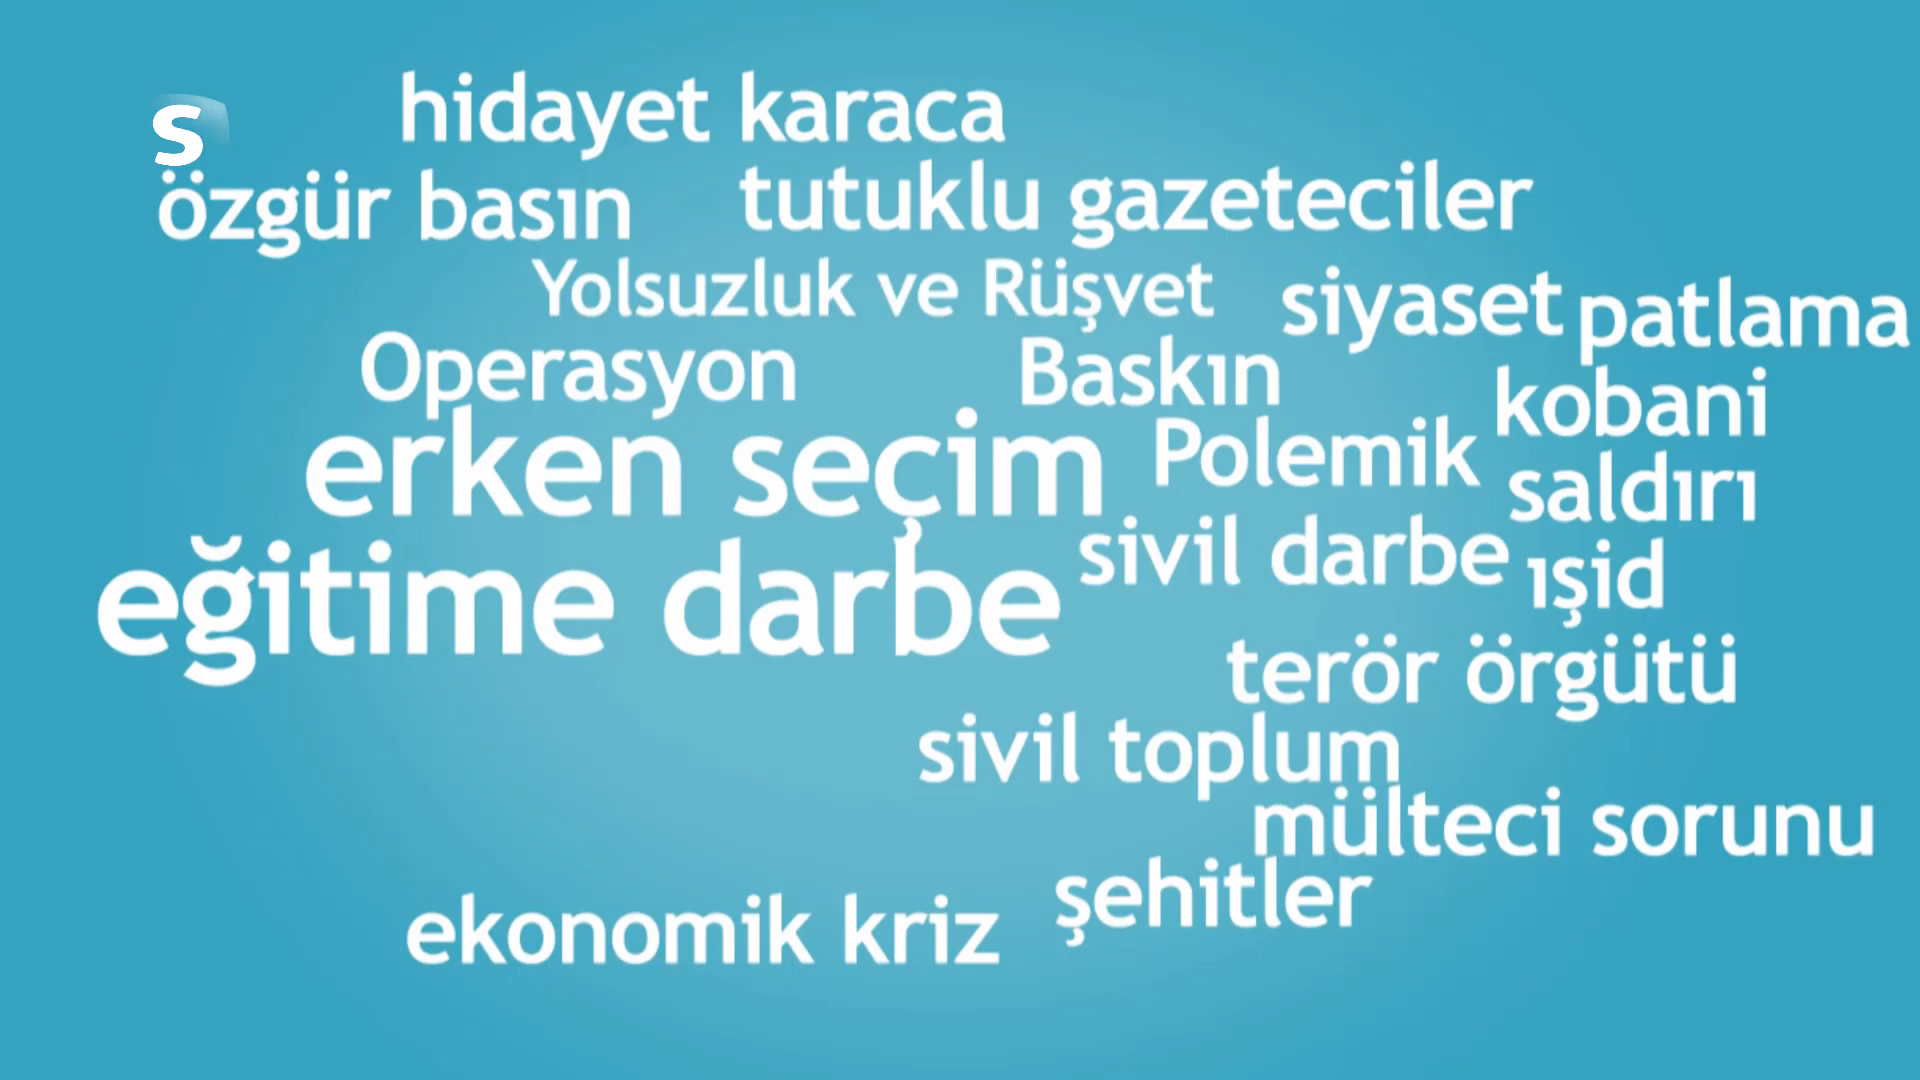 hidayet karaca
S
özgür basın
tutuklu gazeteciler
Yolsuzluk ve Rüşvet
siyaset
patlama
Operasyon
Baskın
kobani
erken seçim
Polemik
saldırı
eğitime darbe
sivil darbe
ışid
terör örgütü
sivil toplum
mülteci sorunu
şehitler
ekonomik kriz